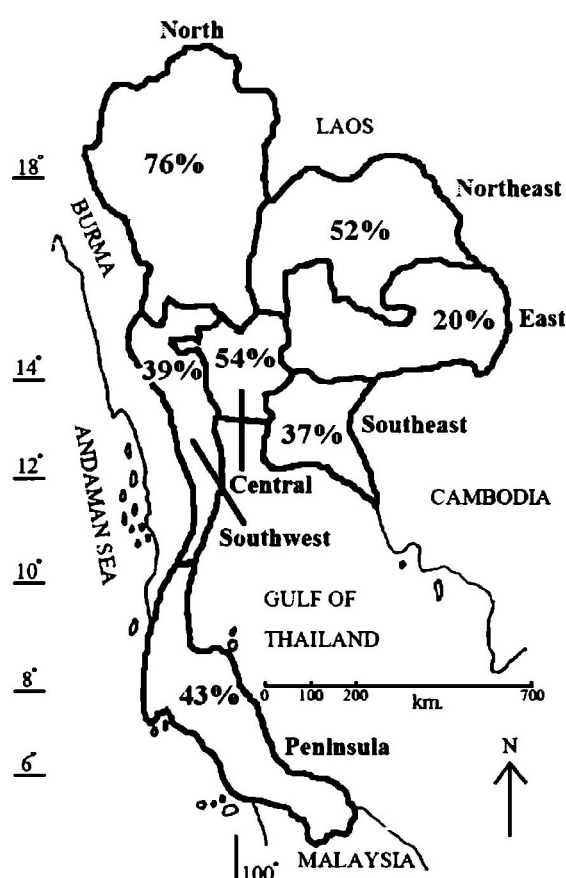 North
LAOS
18°
76%
Northeast
BURMA
52%
20%
East
54%
39%
14°
37%
Southeast
12°
Central
CAMBODIA
ANDAMAN SEA
Southwest
10°
GULF OF
THAILAND
8°
43%
0 100 200 700
km.
Peninsula
N
6°
MALAYSIA
100°